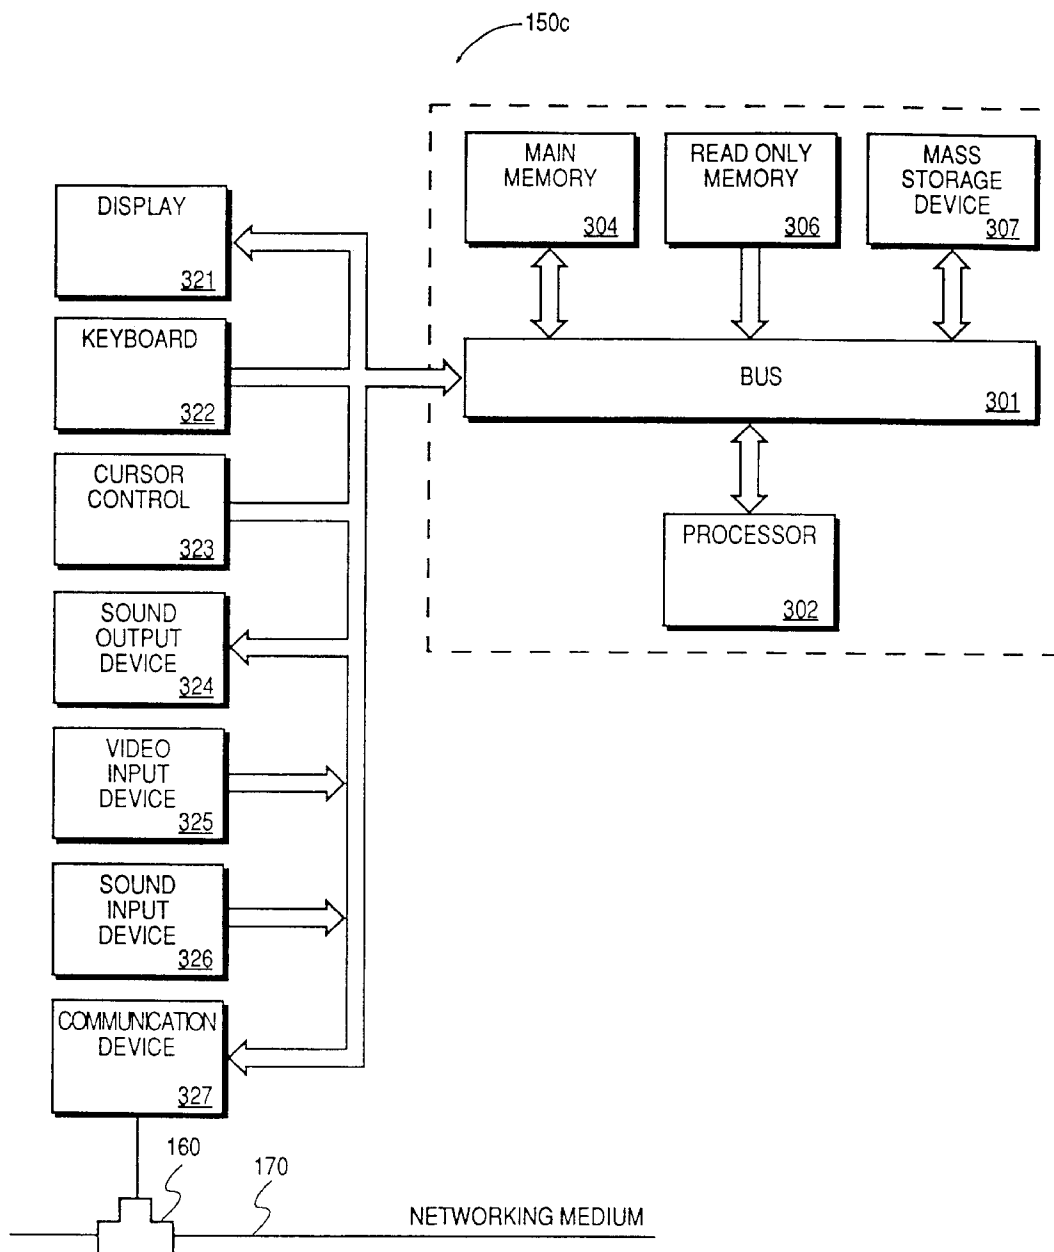 150c
MAIN
MEMORY
304
READ ONLY
MEMORY
306
MASS
STORAGE
DEVICE
307
BUS
301
PROCESSOR
302
DISPLAY
321
KEYBOARD
322
CURSOR
CONTROL
323
SOUND
OUTPUT
DEVICE
324
VIDEO
INPUT
DEVICE
325
SOUND
INPUT
DEVICE
326
COMMUNICATION
DEVICE
327
160
170
NETWORKING MEDIUM